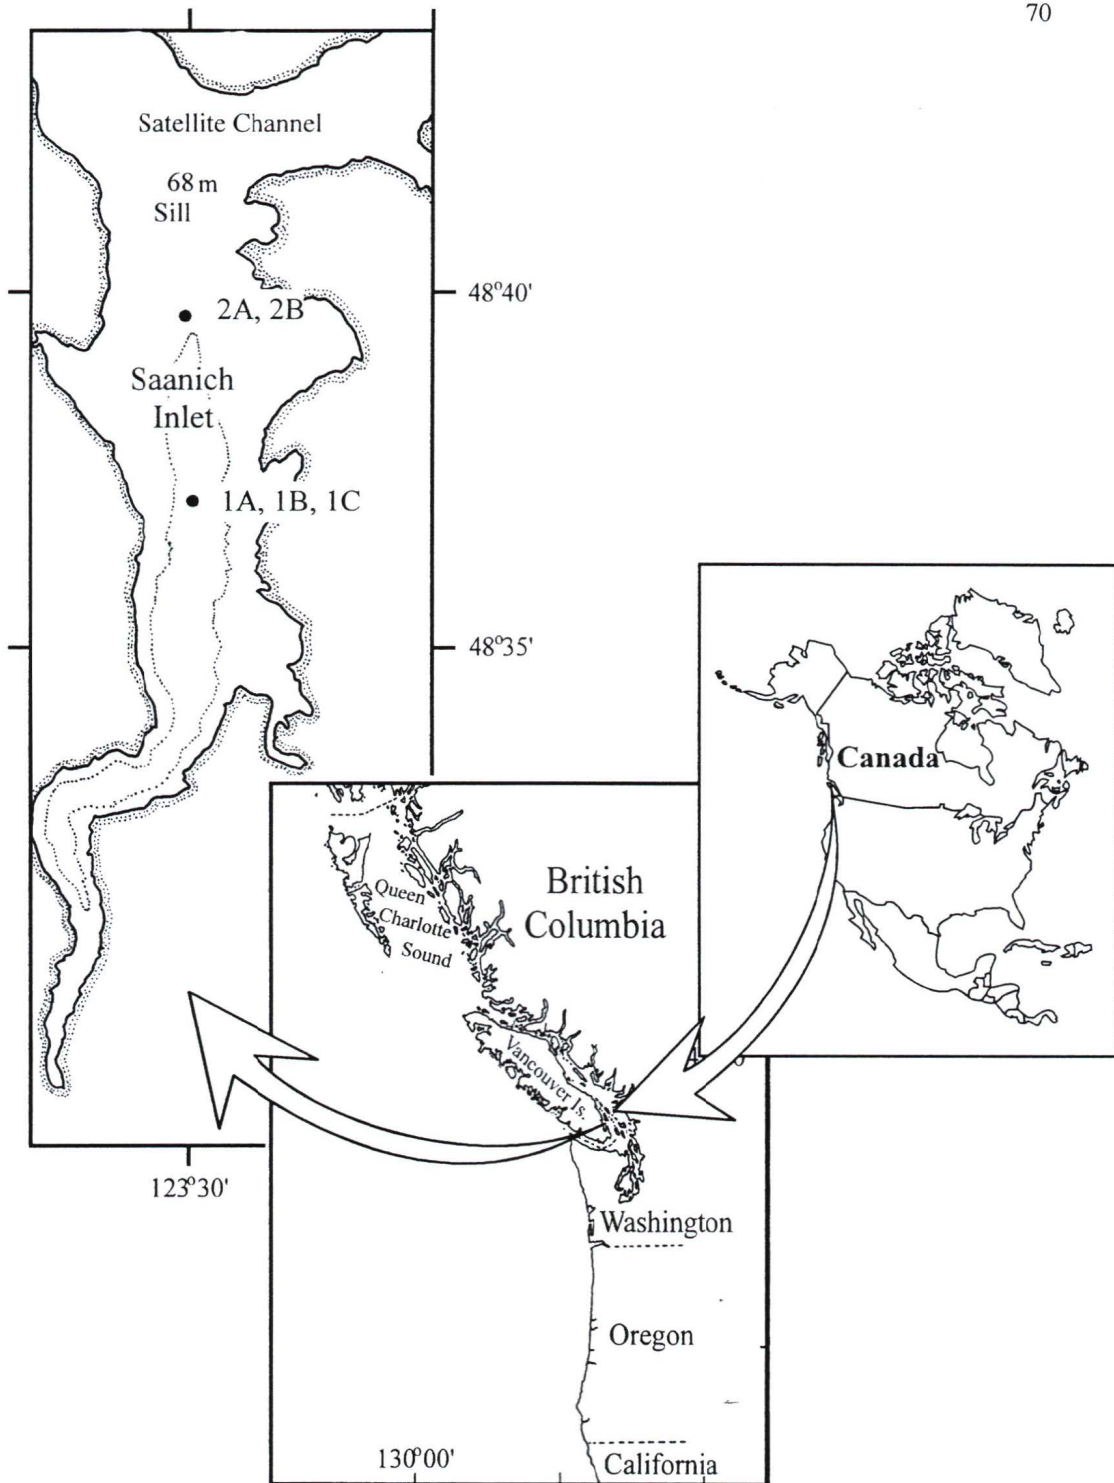 70
Satellite Channel
68 m
Sill
48°40'
2A, 2B
Saanich
Inlet
1A, 1B, 1C
48°35'
Canada
British
Columbia
Queen
Charlotte
Sound
Vancouver Is.
123°30'
Washington
Oregon
130°00'
California